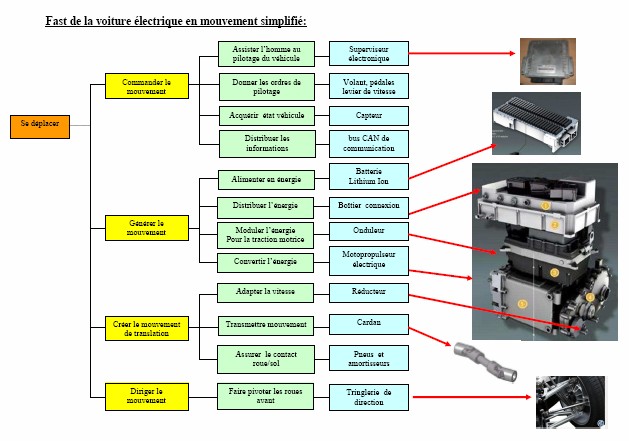 Fast de la voiture électrique en mouvement simplifié:
Se déplacer
Commander le
mouvement
Assister l'homme au
pilotage du véhicule
Superviseur
électronique
Donner les ordres de
pilotage
Volant, pédales
levier de vitesse
Acquérir état véhicule
Capteur
Distribuer les
informations
bus CAN de
communication
Générer le
mouvement
Alimenter en énergie
Batterie
Lithium Ion
Distribuer l'énergie
Boîtier connexion
Moduler l'énergie
Pour la traction motrice
Onduleur
Convertir l'énergie
Motopropulseur
électrique
Créer le mouvement
de translation
Adapter la vitesse
Réducteur
Transmettre mouvement
Cardan
Assurer le contact
roue/sol
Pneus et
amortisseurs
Diriger le
mouvement
Faire pivoter les roues
avant
Tringlerie de
direction